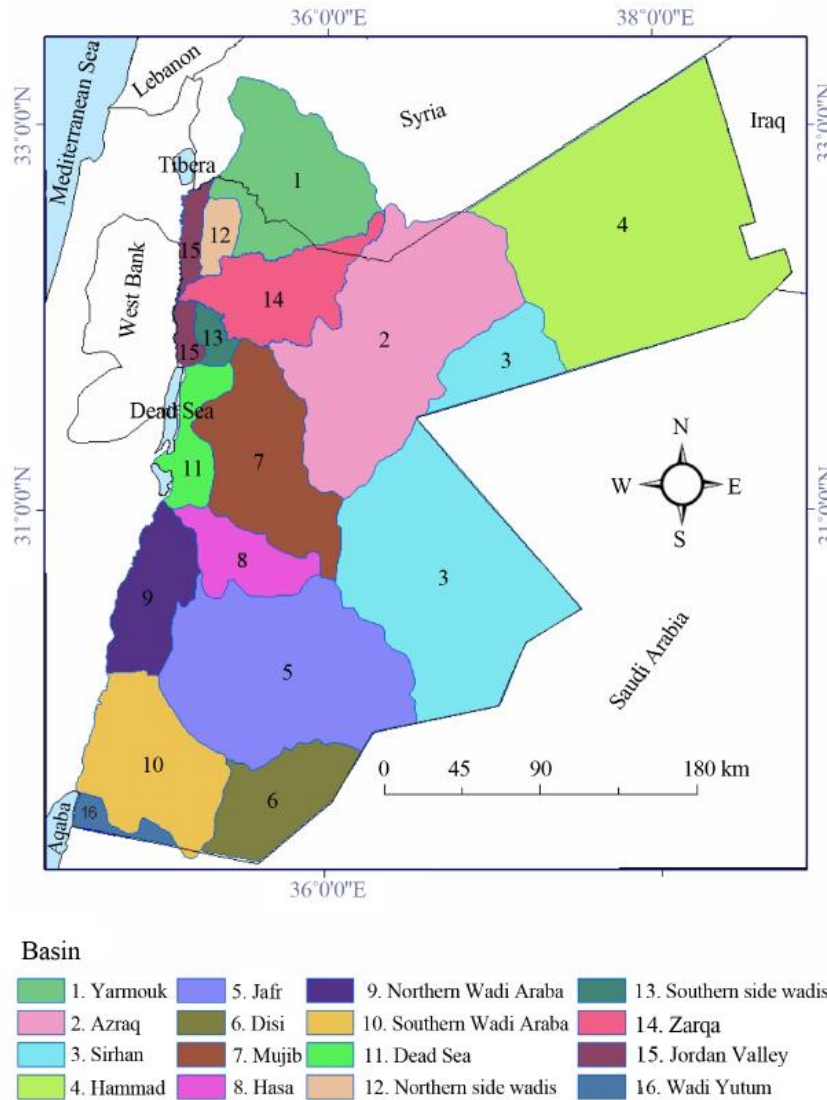 36°0'0"E 38°0'0"E
Mediterranean Sea
Lebanon
Syria
Iraq
33°0'0"N 33°0'0"N
Tibera
1
4
15 12
West Bank
14
2
13
15
3
Dead Sea
7
11
N
W E
S
31°0'0"N 31°0'0"N
8
3
9
Saudi Arabia
5
10
0 45 90 180 km
6
16
Aqaba
36°0'0"E 38°0'0"E
Basin
1. Yarmouk 5. Jafr 9. Northern Wadi Araba 13. Southern side wadis
2. Azraq 6. Disi 10. Southern Wadi Araba 14. Zarqa
3. Sirhan 7. Mujib 11. Dead Sea 15. Jordan Valley
4. Hammad 8. Hasa 12. Northern side wadis 16. Wadi Yutum